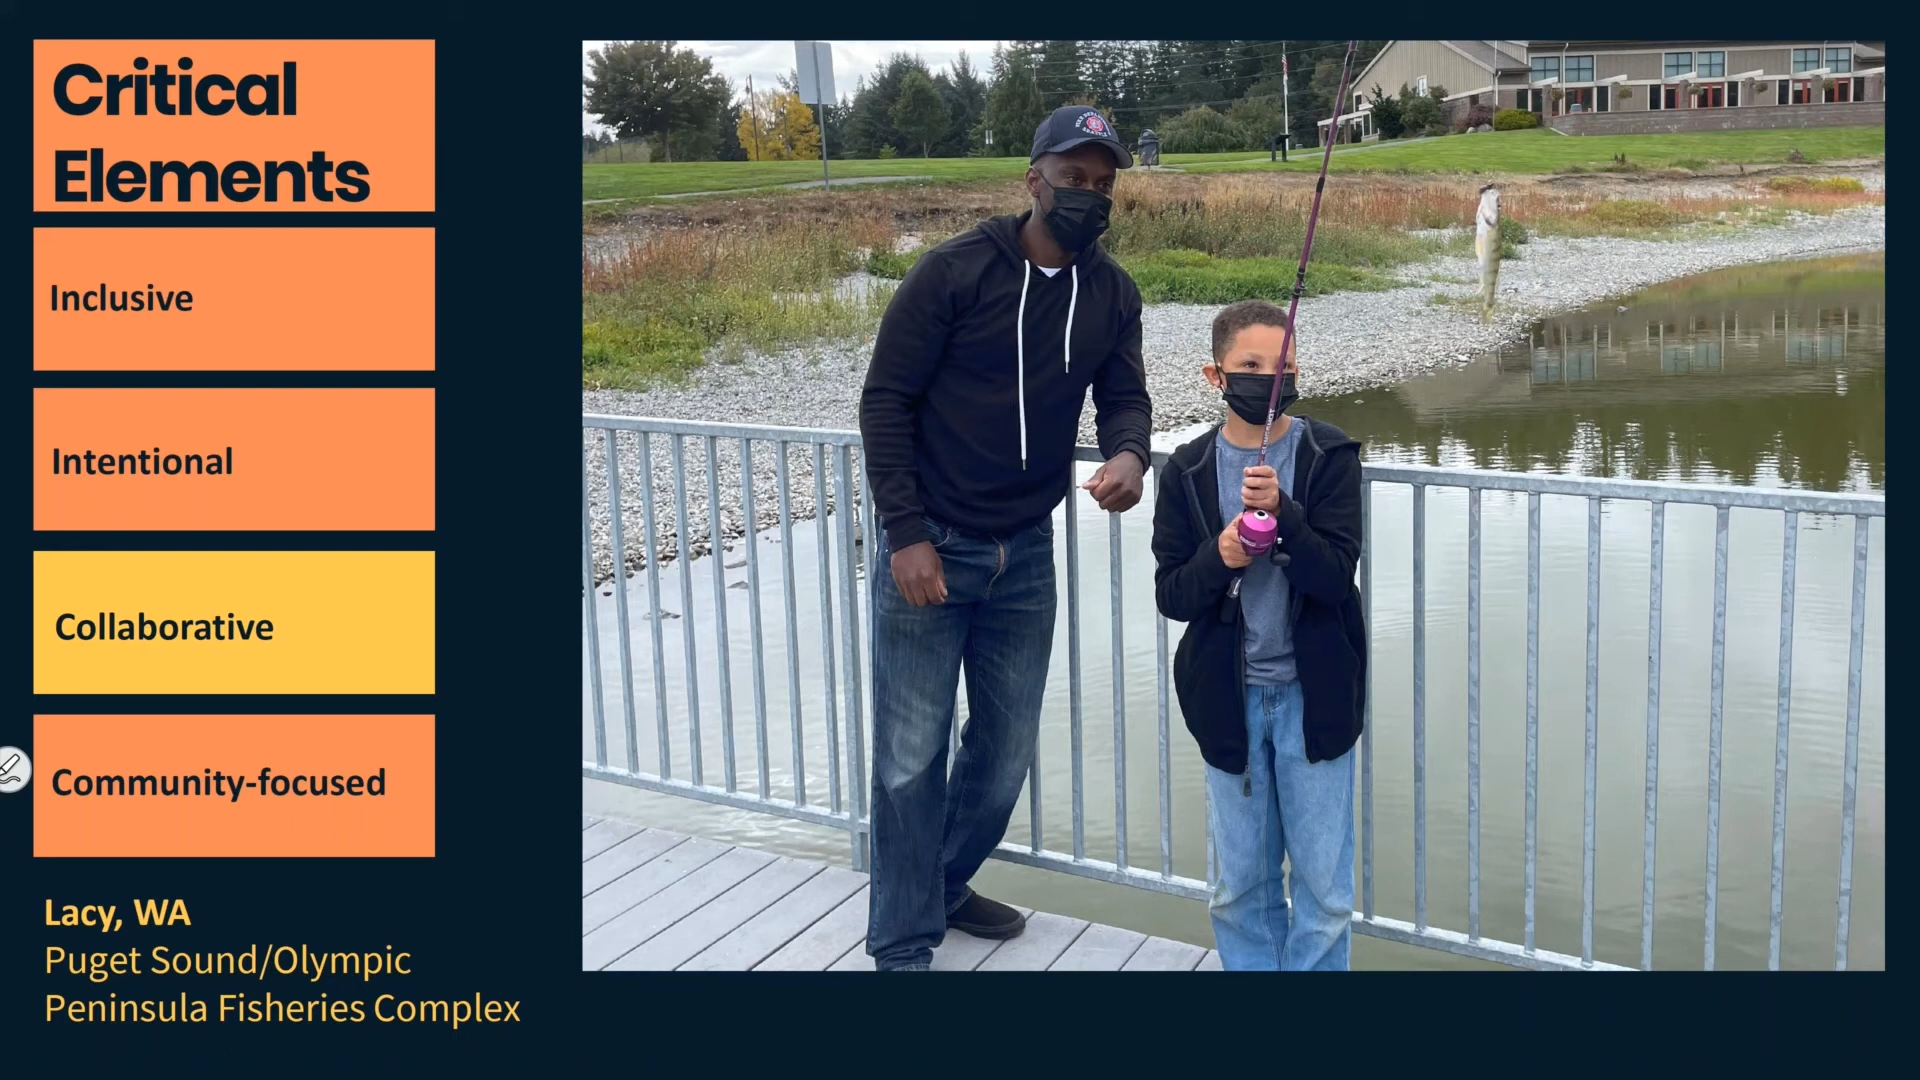 Critical
Elements
Inclusive
Intentional
Collaborative
Community-focused
Lacy, WA
Puget Sound/Olympic
Peninsula Fisheries Complex